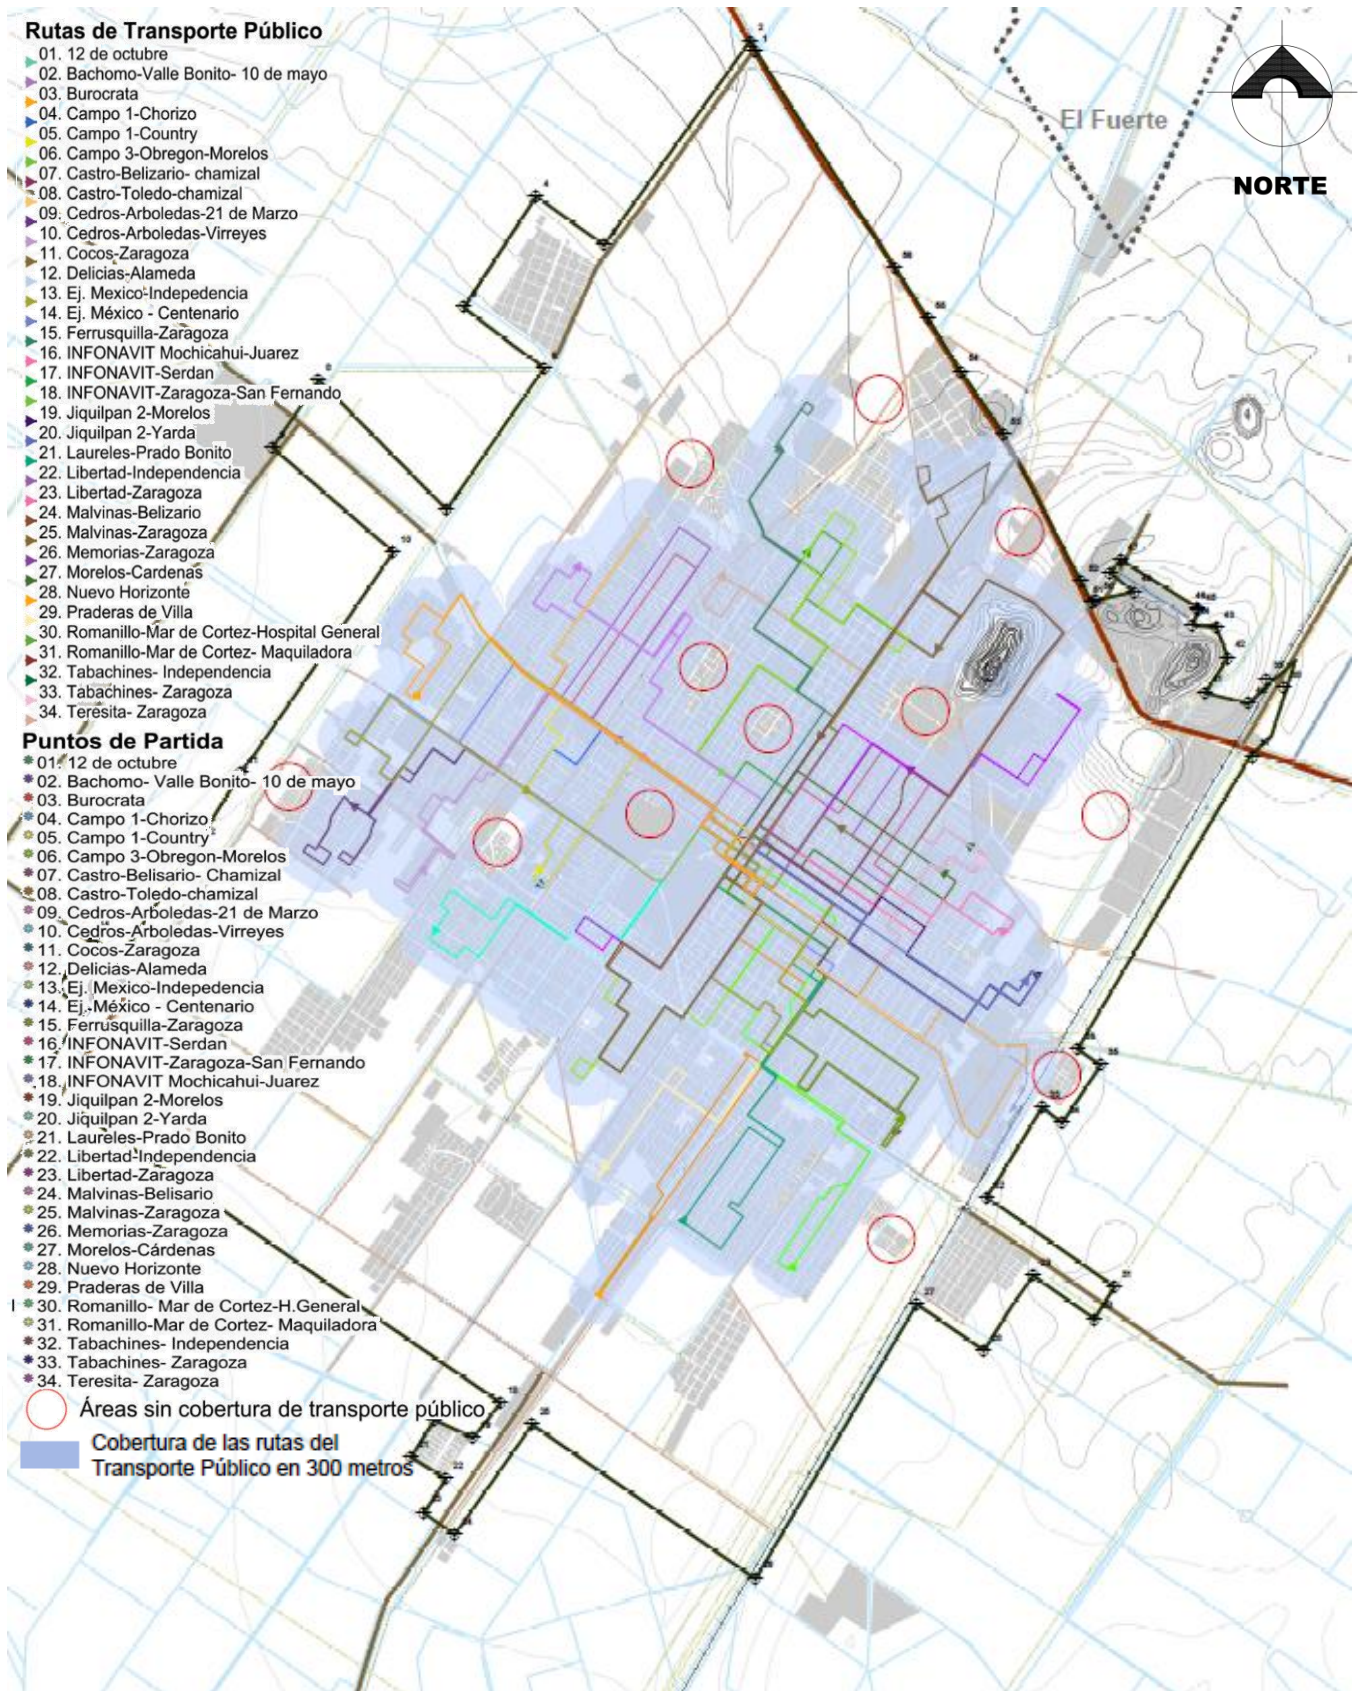 Rutas de Transporte Público
01. 12 de octubre
02. Bachomo-Valle Bonito- 10 de mayo
03. Burocrata
04. Campo 1-Chorizo
05. Campo 1-Country
06. Campo 3-Obregon-Morelos
07. Castro-Belizario- chamizal
08. Castro-Toledo-chamizal
09. Cedros-Arboledas-21 de Marzo
10. Cedros-Arboledas-Virreyes
11. Cocos-Zaragoza
12. Delicias-Alameda
13. Ej. Mexico-Indepedencia
14. Ej. México - Centenario
15. Ferrusquilla-Zaragoza
16. INFONAVIT Mochicahui-Juarez
17. INFONAVIT-Serdan
18. INFONAVIT-Zaragoza-San Fernando
19. Jiquilpan 2-Morelos
20. Jiquilpan 2-Yarda
21. Laureles-Prado Bonito
22. Libertad-Independencia
23. Libertad-Zaragoza
24. Malvinas-Belizario
25. Malvinas-Zaragoza
26. Memorias-Zaragoza
27. Morelos-Cardenas
28. Nuevo Horizonte
29. Praderas de Villa
30. Romanillo-Mar de Cortez-Hospital General
31. Romanillo-Mar de Cortez- Maquiladora
32. Tabachines- Independencia
33. Tabachines- Zaragoza
34. Teresita- Zaragoza
Puntos de Partida
01. 12 de octubre
02. Bachomo- Valle Bonito- 10 de mayo
03. Burocrata
04. Campo 1-Chorizo
05. Campo 1-Country
06. Campo 3-Obregon-Morelos
07. Castro-Belisario- Chamizal
08. Castro-Toledo-chamizal
09. Cedros-Arboledas-21 de Marzo
10. Cedros-Arboledas-Virreyes
11. Cocos-Zaragoza
12. Delicias-Alameda
13. Ej. Mexico-Indepedencia
14. Ej. México - Centenario
15. Ferrusquilla-Zaragoza
16. INFONAVIT-Serdan
17. INFONAVIT-Zaragoza-San Fernando
18. INFONAVIT Mochicahui-Juarez
19. Jiquilpan 2-Morelos
20. Jiquilpan 2-Yarda
21. Laureles-Prado Bonito
22. Libertad-Independencia
23. Libertad-Zaragoza
24. Malvinas-Belisario
25. Malvinas-Zaragoza
26. Memorias-Zaragoza
27. Morelos-Cárdenas
28. Nuevo Horizonte
29. Praderas de Villa
30. Romanillo- Mar de Cortez-H.General
31. Romanillo-Mar de Cortez- Maquiladora
32. Tabachines- Independencia
33. Tabachines- Zaragoza
34. Teresita- Zaragoza
Áreas sin cobertura de transporte público
Cobertura de las rutas del
Transporte Público en 300 metros
El Fuerte
NORTE